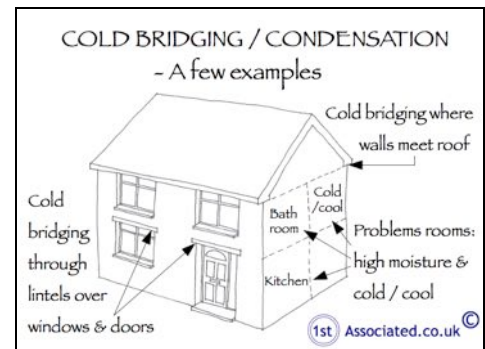 COLD BRIDGING / CONDENSATION
- A few examples
Cold bridging where
walls meet roof
Cold
/cool
Bath
room
Kitchen
Problems rooms:
high moisture &
cold / cool
Cold
bridging
through
lintels over
windows & doors
1st Associated.co.uk ©